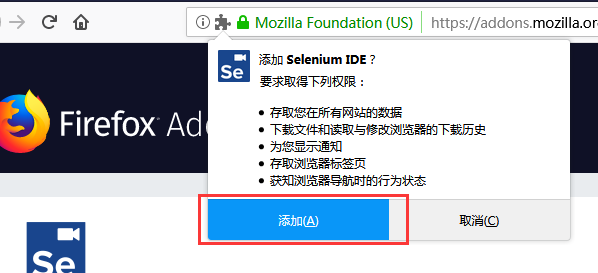 Mozilla Foundation (US)
https://addons.mozilla.or
Se
添加 Selenium IDE？
要求取得下列权限：
存取您在所有网站的数据
下载文件和读取与修改浏览器的下载历史
为您显示通知
存取浏览器标签页
获知浏览器导航时的行为状态
Firefox Ad
添加(A)
取消(C)
Se